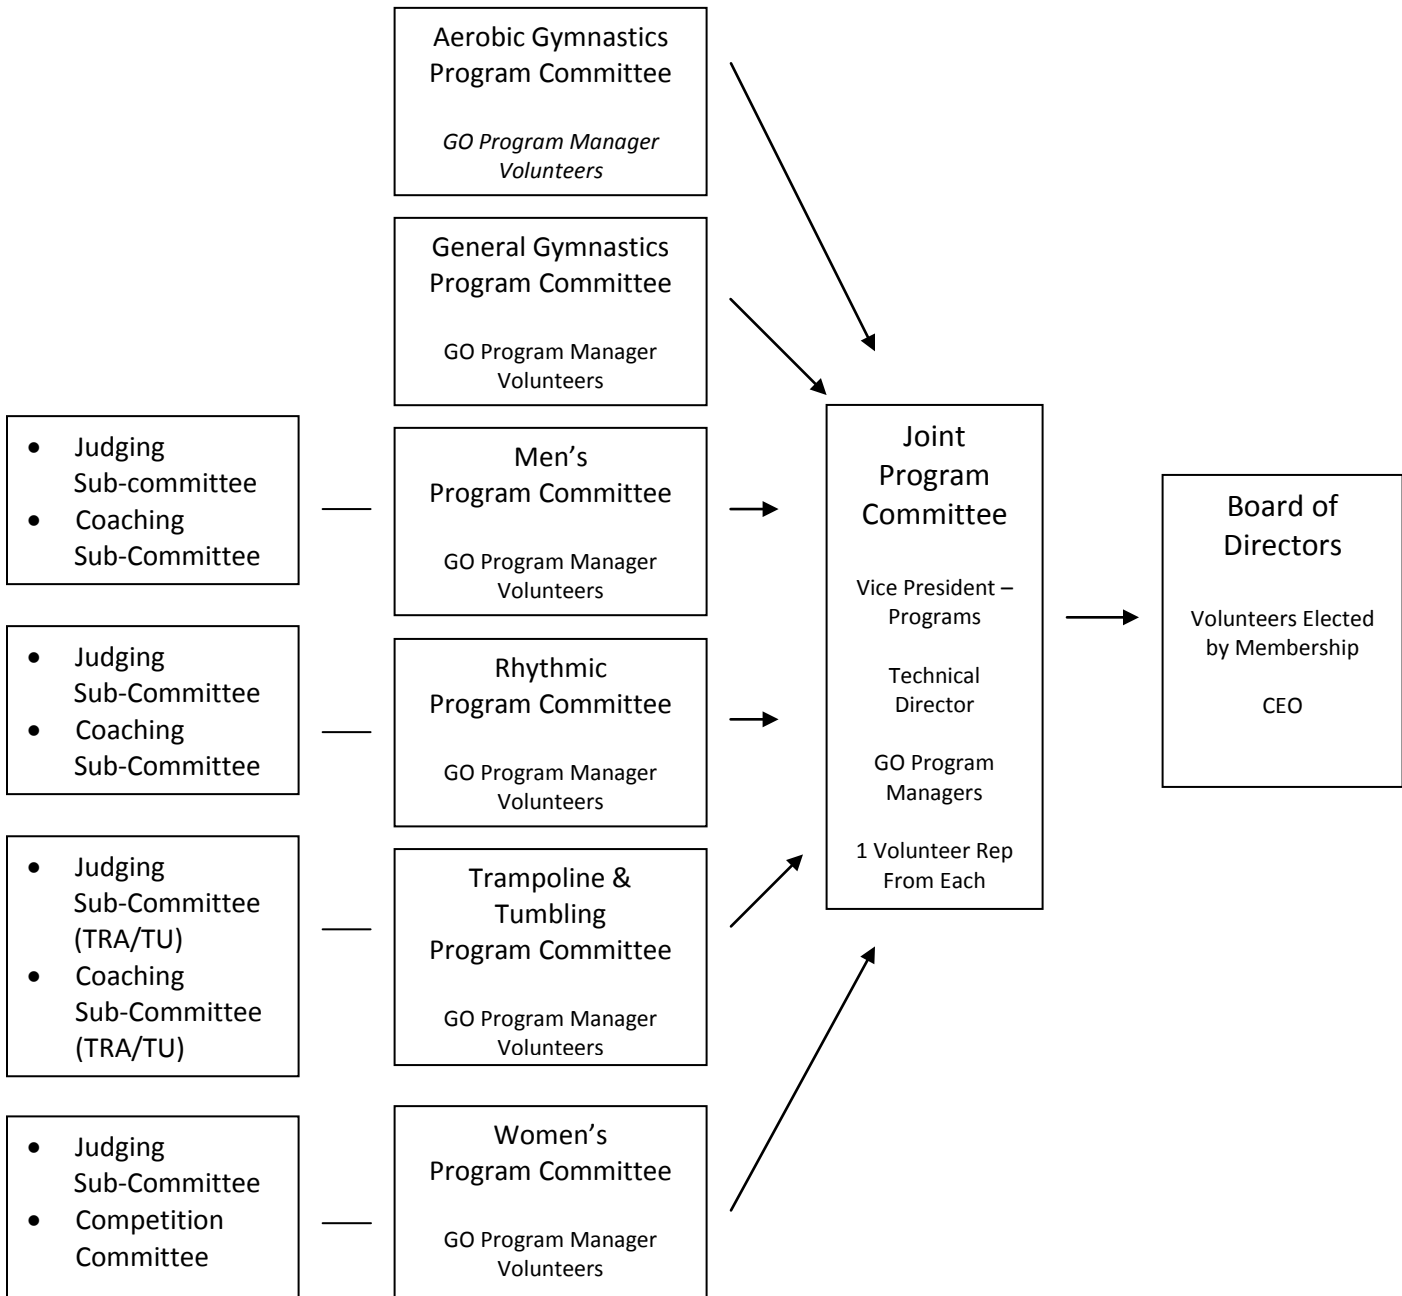 Aerobic Gymnastics
Program Committee
GO Program Manager
Volunteers
General Gymnastics
Program Committee
GO Program Manager
Volunteers
• Judging
Sub-committee
• Coaching
Sub-Committee
Men’s
Program Committee
GO Program Manager
Volunteers
• Judging
Sub-Committee
• Coaching
Sub-Committee
Rhythmic
Program Committee
GO Program Manager
Volunteers
• Judging
Sub-Committee
(TRA/TU)
• Coaching
Sub-Committee
(TRA/TU)
Trampoline &
Tumbling
Program Committee
GO Program Manager
Volunteers
• Judging
Sub-Committee
• Competition
Committee
Women’s
Program Committee
GO Program Manager
Volunteers
Joint
Program
Committee
Vice President –
Programs
Technical
Director
GO Program
Managers
1 Volunteer Rep
From Each
Board of
Directors
Volunteers Elected
by Membership
CEO